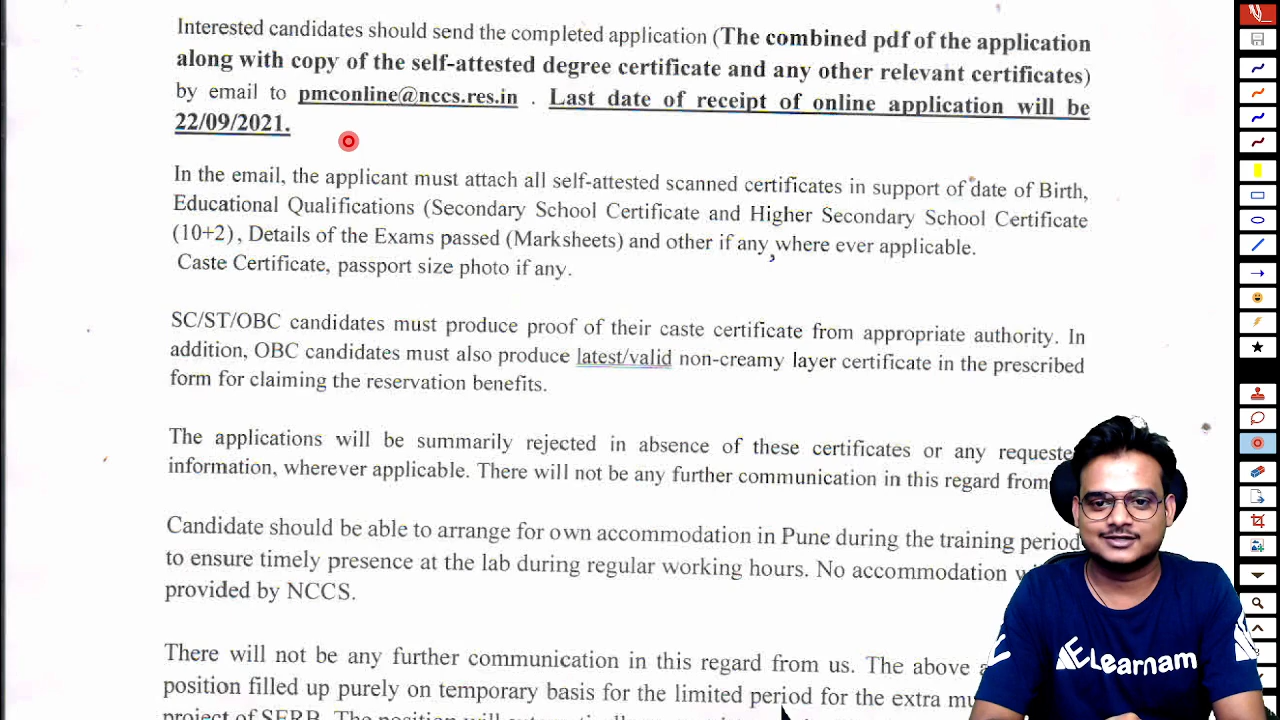 Interested candidates should send the completed application (The combined pdf of the application
along with copy of the self-attested degree certificate and any other relevant certificates)
by email to pmconline@nccs.res.in . Last date of receipt of online application will be
22/09/2021.
In the email, the applicant must attach all self-attested scanned certificates in support of date of Birth,
Educational Qualifications (Secondary School Certificate and Higher Secondary School Certificate
(10+2), Details of the Exams passed (Marksheets) and other if any, where ever applicable.
Caste Certificate, passport size photo if any.
SC/ST/OBC candidates must produce proof of their caste certificate from appropriate authority. In
addition, OBC candidates must also produce latest/valid non-creamy layer certificate in the prescribed
form for claiming the reservation benefits.
The applications will be summarily rejected in absence of these certificates or any requeste
information, wherever applicable. There will not be any further communication in this regard from
Candidate should be able to arrange for own accommodation in Pune during the training period
to ensure timely presence at the lab during regular working hours. No accommodation
provided by NCCS.
There will not be any further communication in this regard from us. The above
position filled up purely on temporary basis for the limited period for the extra mu
project of SERB. The position will
ELearnam